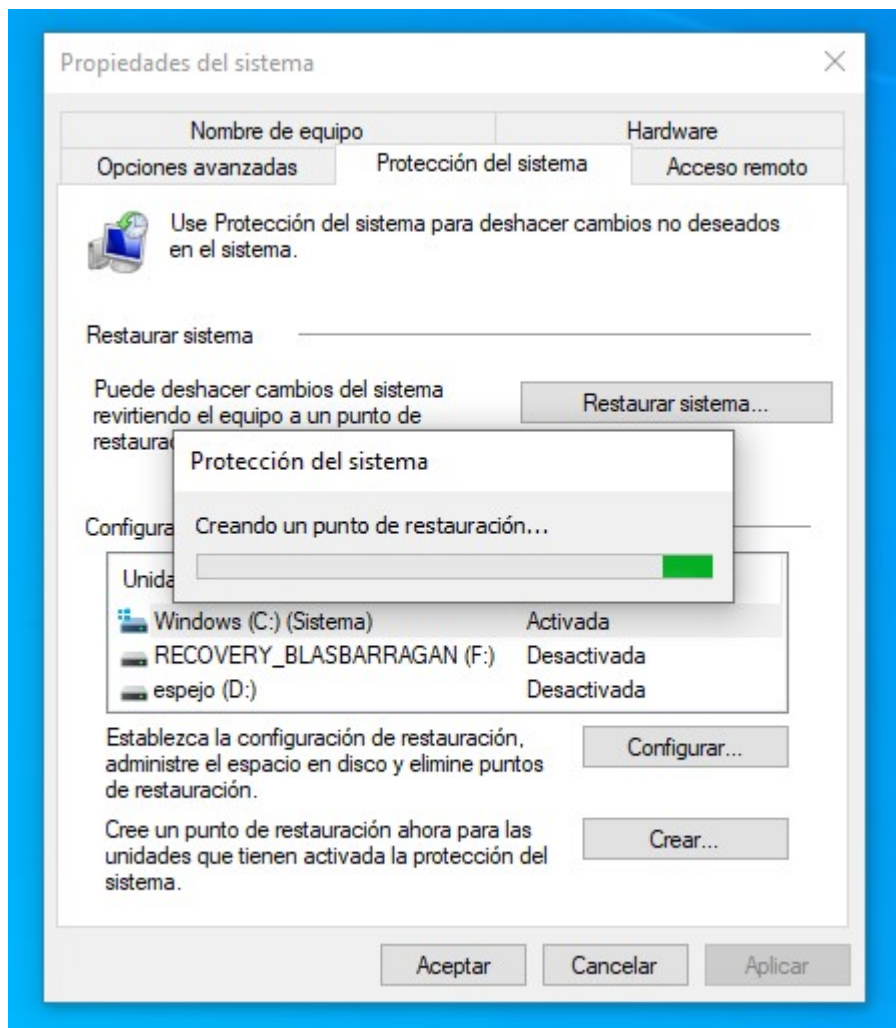 Propiedades del sistema
Nombre de equipo
Hardware
Opciones avanzadas
Protección del sistema
Acceso remoto
Use Protección del sistema para deshacer cambios no deseados
en el sistema.
Restaurar sistema
Puede deshacer cambios del sistema
revirtiendo el equipo a un punto de
Restaurar sistema...
Protección del sistema
Creando un punto de restauración...
Windows (C:) (Sistema)
Activada
RECOVERY_BLASBARRAGAN (F:)
Desactivada
espejo (D:)
Desactivada
Establezca la configuración de restauración,
administre el espacio en disco y elimine puntos
de restauración.
Configurar...
Cree un punto de restauración ahora para las
unidades que tienen activada la protección del
sistema.
Crear...
Aceptar
Cancelar
Aplicar